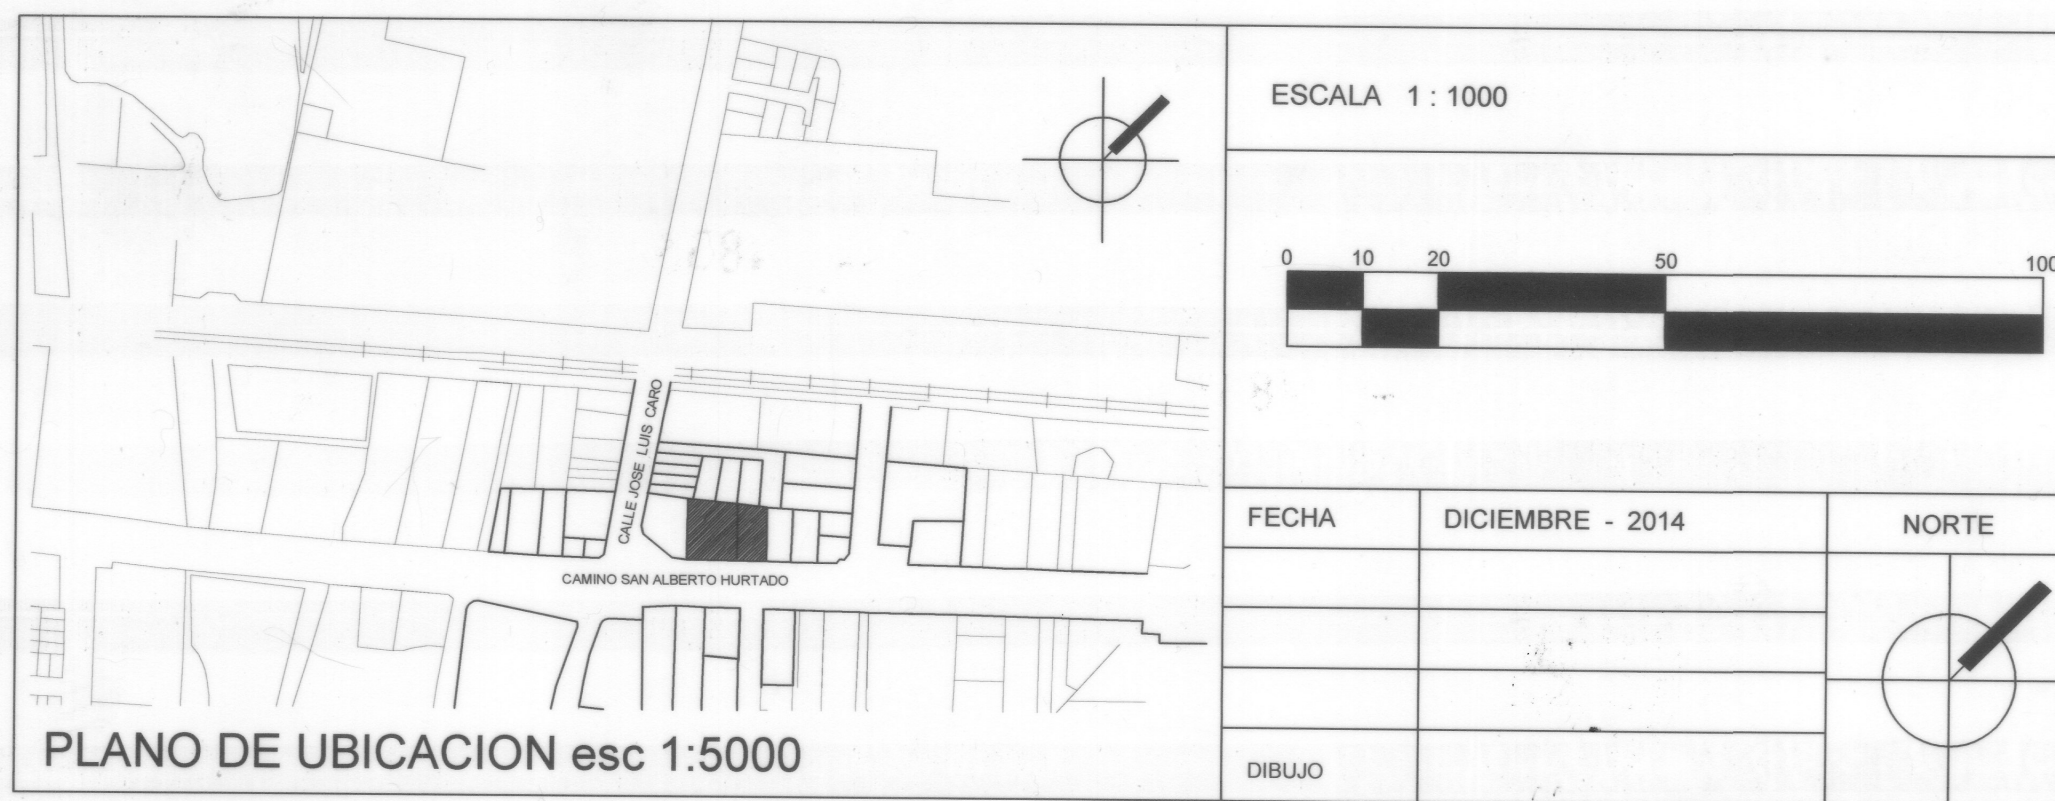 CALLE JOSE LUIS CARO
CAMINO SAN ALBERTO HURTADO
PLANO DE UBICACION esc 1:5000
ESCALA 1 : 1000
0 10 20 50 100
FECHA DICIEMBRE - 2014 NORTE
DIBUJO